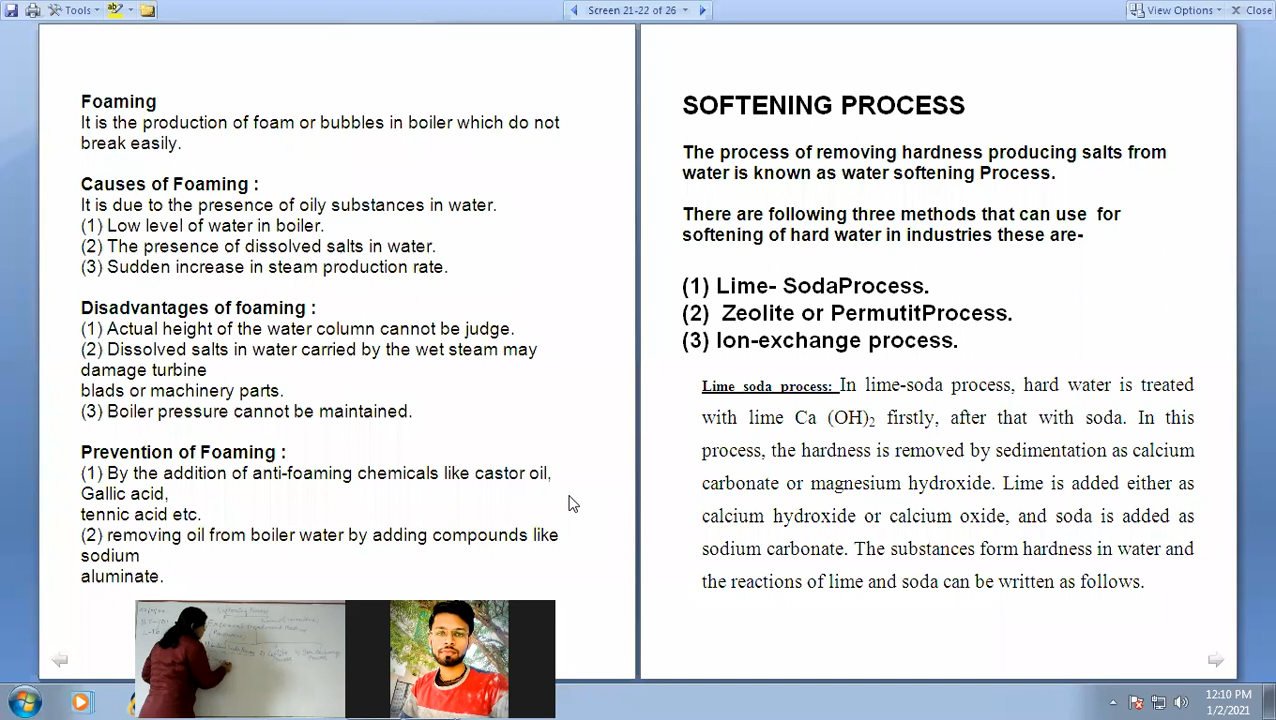 Tools
Screen 21-22 of 26
View Options
Close
Foaming
It is the production of foam or bubbles in boiler which do not
break easily.
Causes of Foaming :
It is due to the presence of oily substances in water.
(1) Low level of water in boiler.
(2) The presence of dissolved salts in water.
(3) Sudden increase in steam production rate.
Disadvantages of foaming :
(1) Actual height of the water column cannot be judge.
(2) Dissolved salts in water carried by the wet steam may
damage turbine
blads or machinery parts.
(3) Boiler pressure cannot be maintained.
Prevention of Foaming :
(1) By the addition of anti-foaming chemicals like castor oil,
Gallic acid,
tennic acid etc.
(2) removing oil from boiler water by adding compounds like
sodium
aluminate.
SOFTENING PROCESS
The process of removing hardness producing salts from
water is known as water softening Process.
There are following three methods that can use for
softening of hard water in industries these are-
(1) Lime- SodaProcess.
(2) Zeolite or PermutitProcess.
(3) Ion-exchange process.
Lime soda process: In lime-soda process, hard water is treated
with lime Ca (OH)₂ firstly, after that with soda. In this
process, the hardness is removed by sedimentation as calcium
carbonate or magnesium hydroxide. Lime is added either as
calcium hydroxide or calcium oxide, and soda is added as
sodium carbonate. The substances form hardness in water and
the reactions of lime and soda can be written as follows.
Softening Process
12:10 PM
1/2/2021